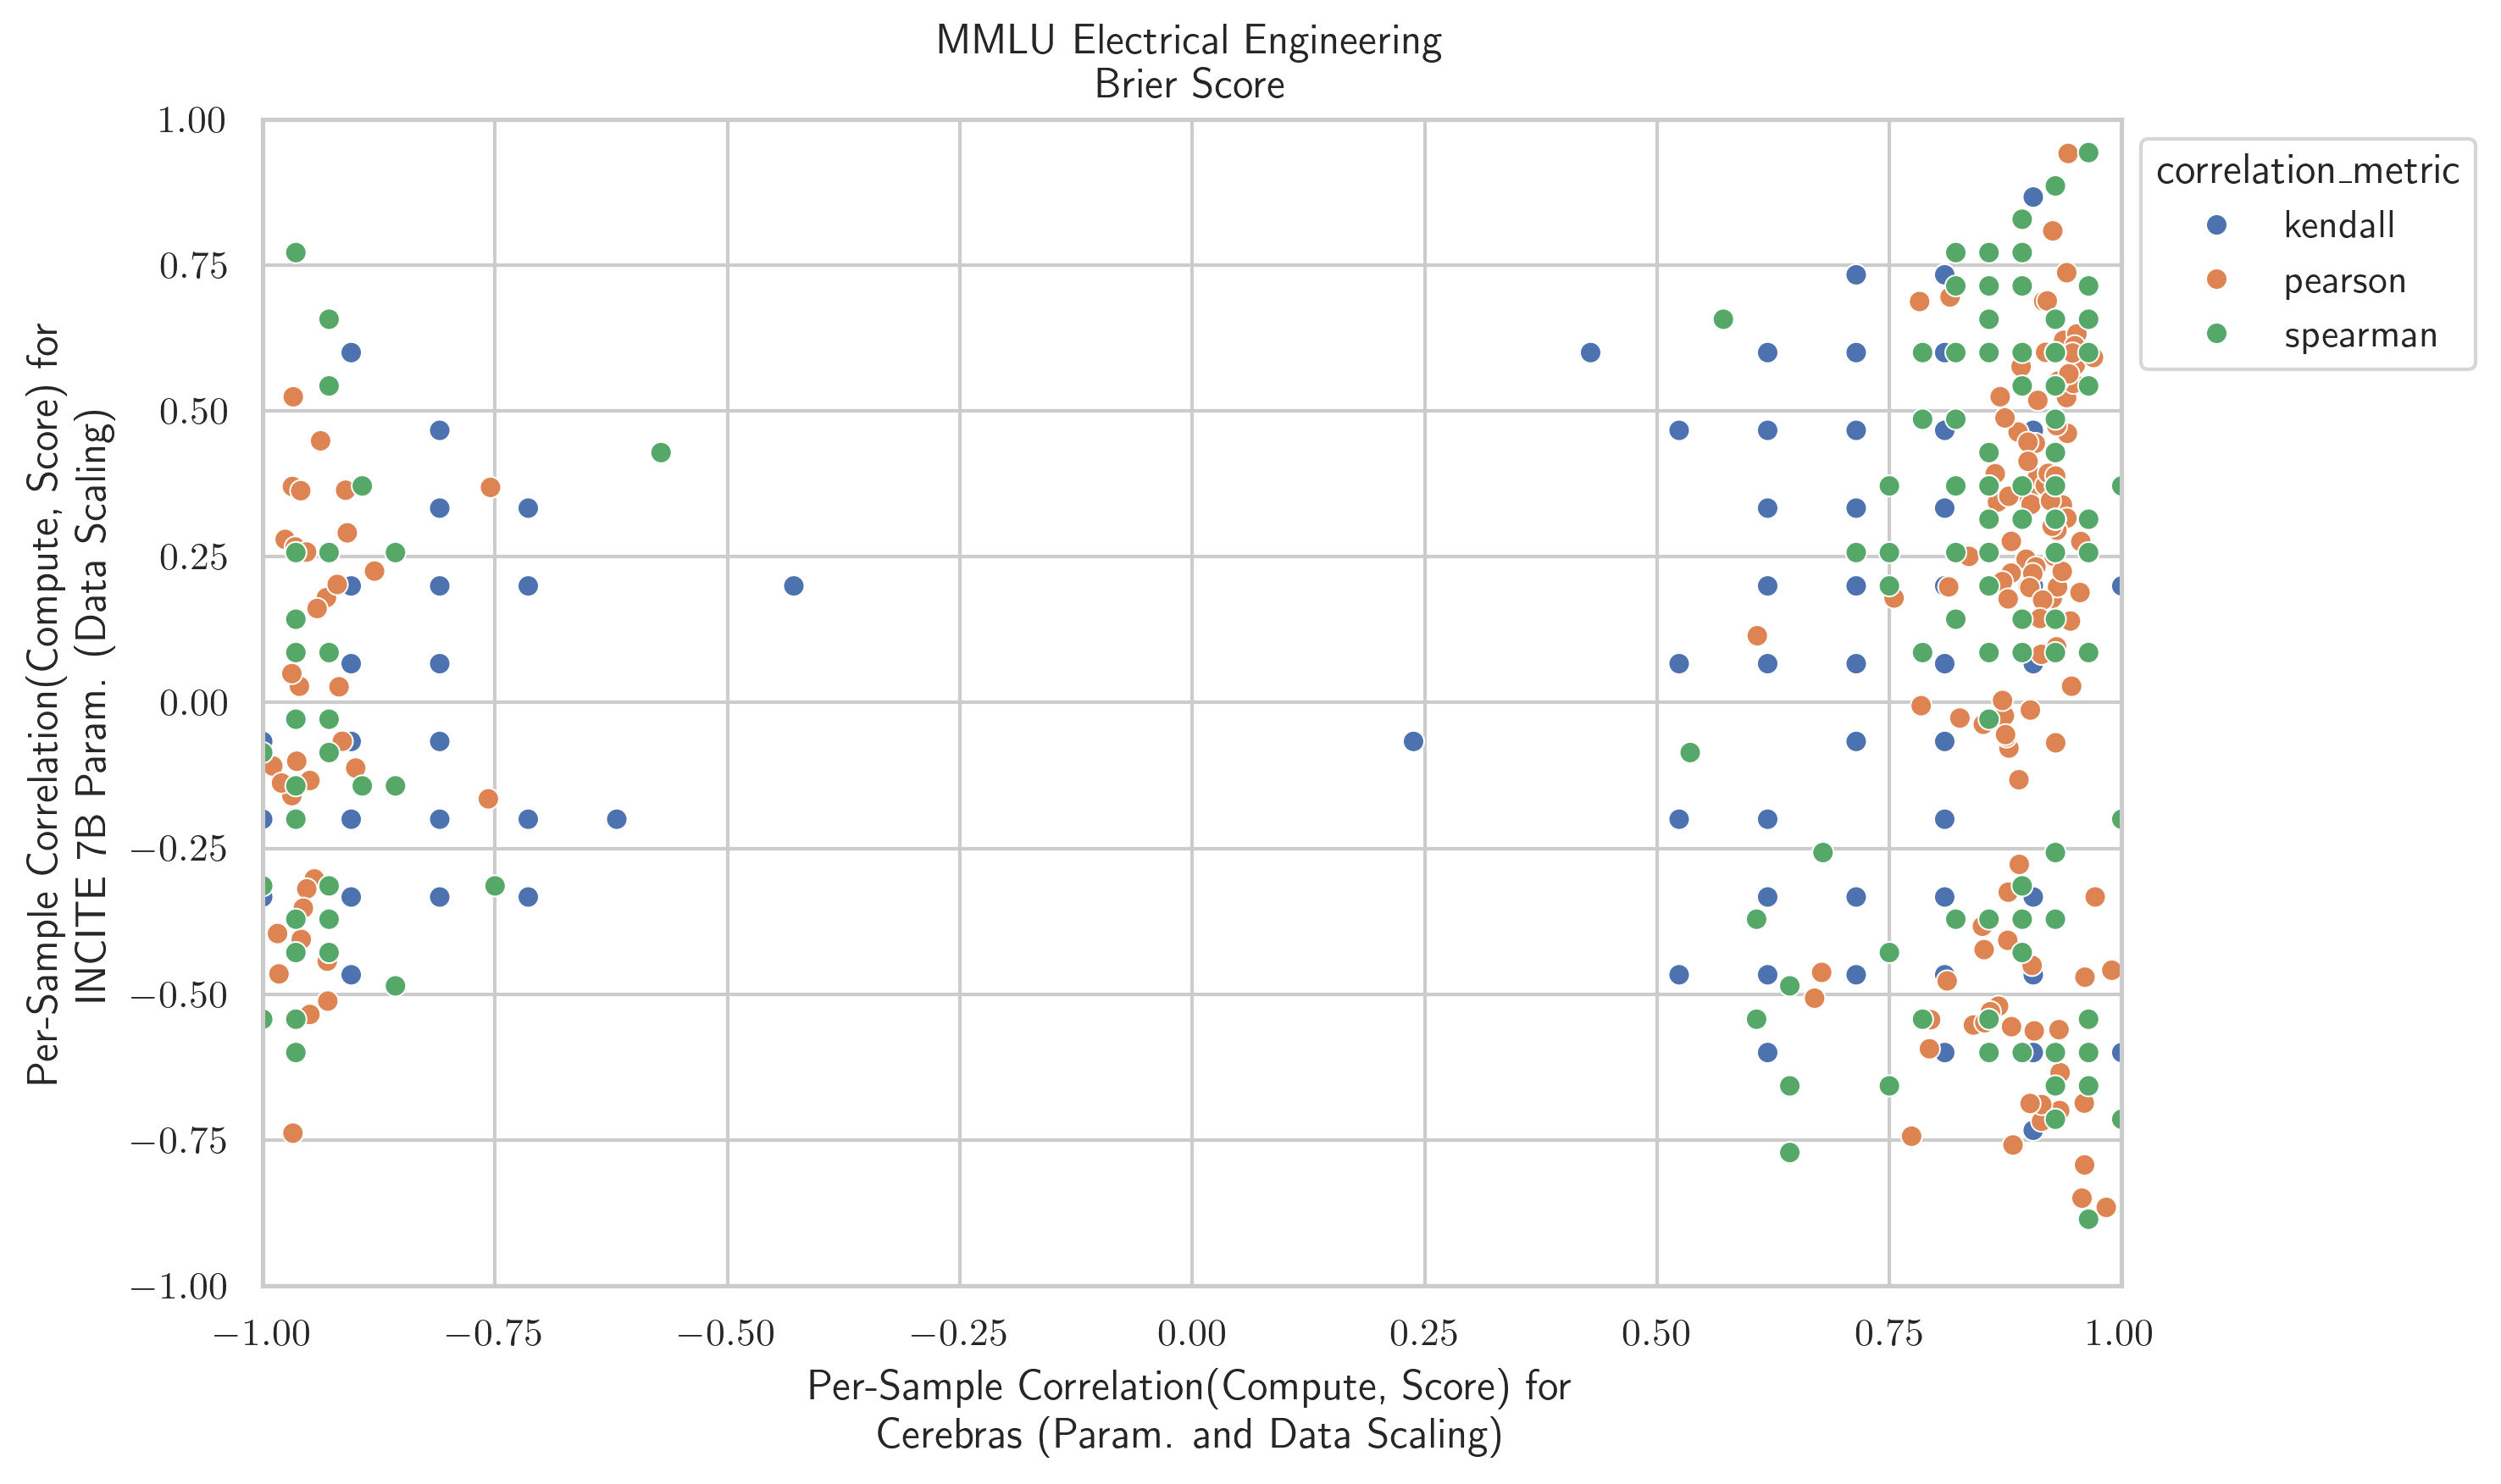 MMLU Electrical Engineering
Brier Score
Per-Sample Correlation(Compute, Score) for
INCITE 7B Param. (Data Scaling)
1.00
0.75
0.50
0.25
0.00
−0.25
−0.50
−0.75
−1.00
−1.00 −0.75 −0.50 −0.25 0.00 0.25 0.50 0.75 1.00
Per-Sample Correlation(Compute, Score) for
Cerebras (Param. and Data Scaling)
correlation_metric
kendall
pearson
spearman